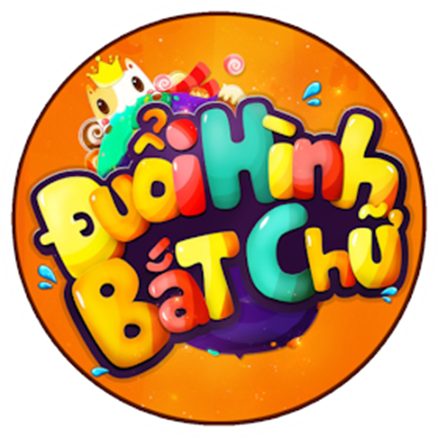 Đuổi Hình
Bắt Chữ